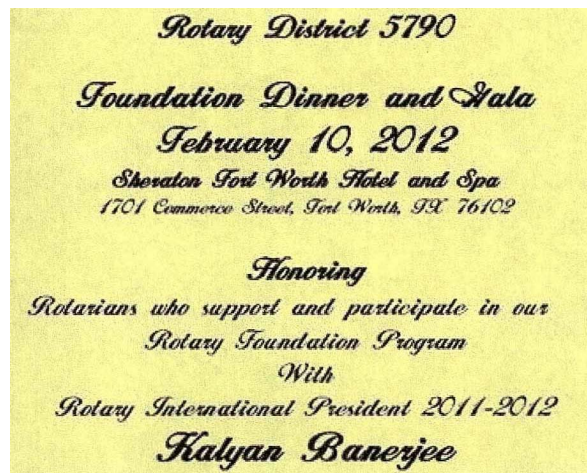 Rotary District 5790
Foundation Dinner and Gala
February 10, 2012
Sheraton Fort Worth Hotel and Spa
1701 Commerce Street, Fort Worth, TX 76102
Honoring
Rotarians who support and participate in our
Rotary Foundation Program
With
Rotary International President 2011-2012
Kalyan Banerjee